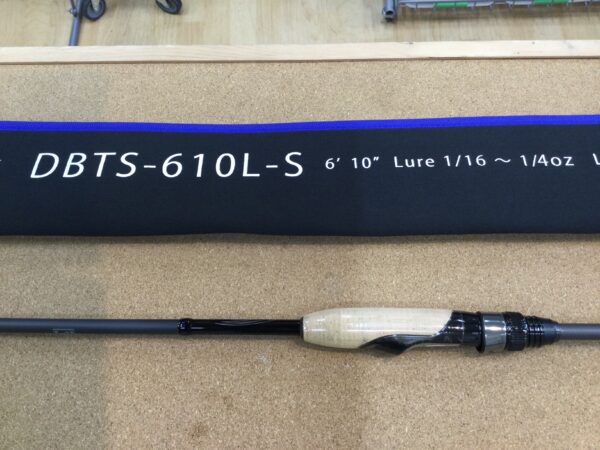 DBTS-610L-S 6' 10" Lure 1/16 ～ 1/4oz L